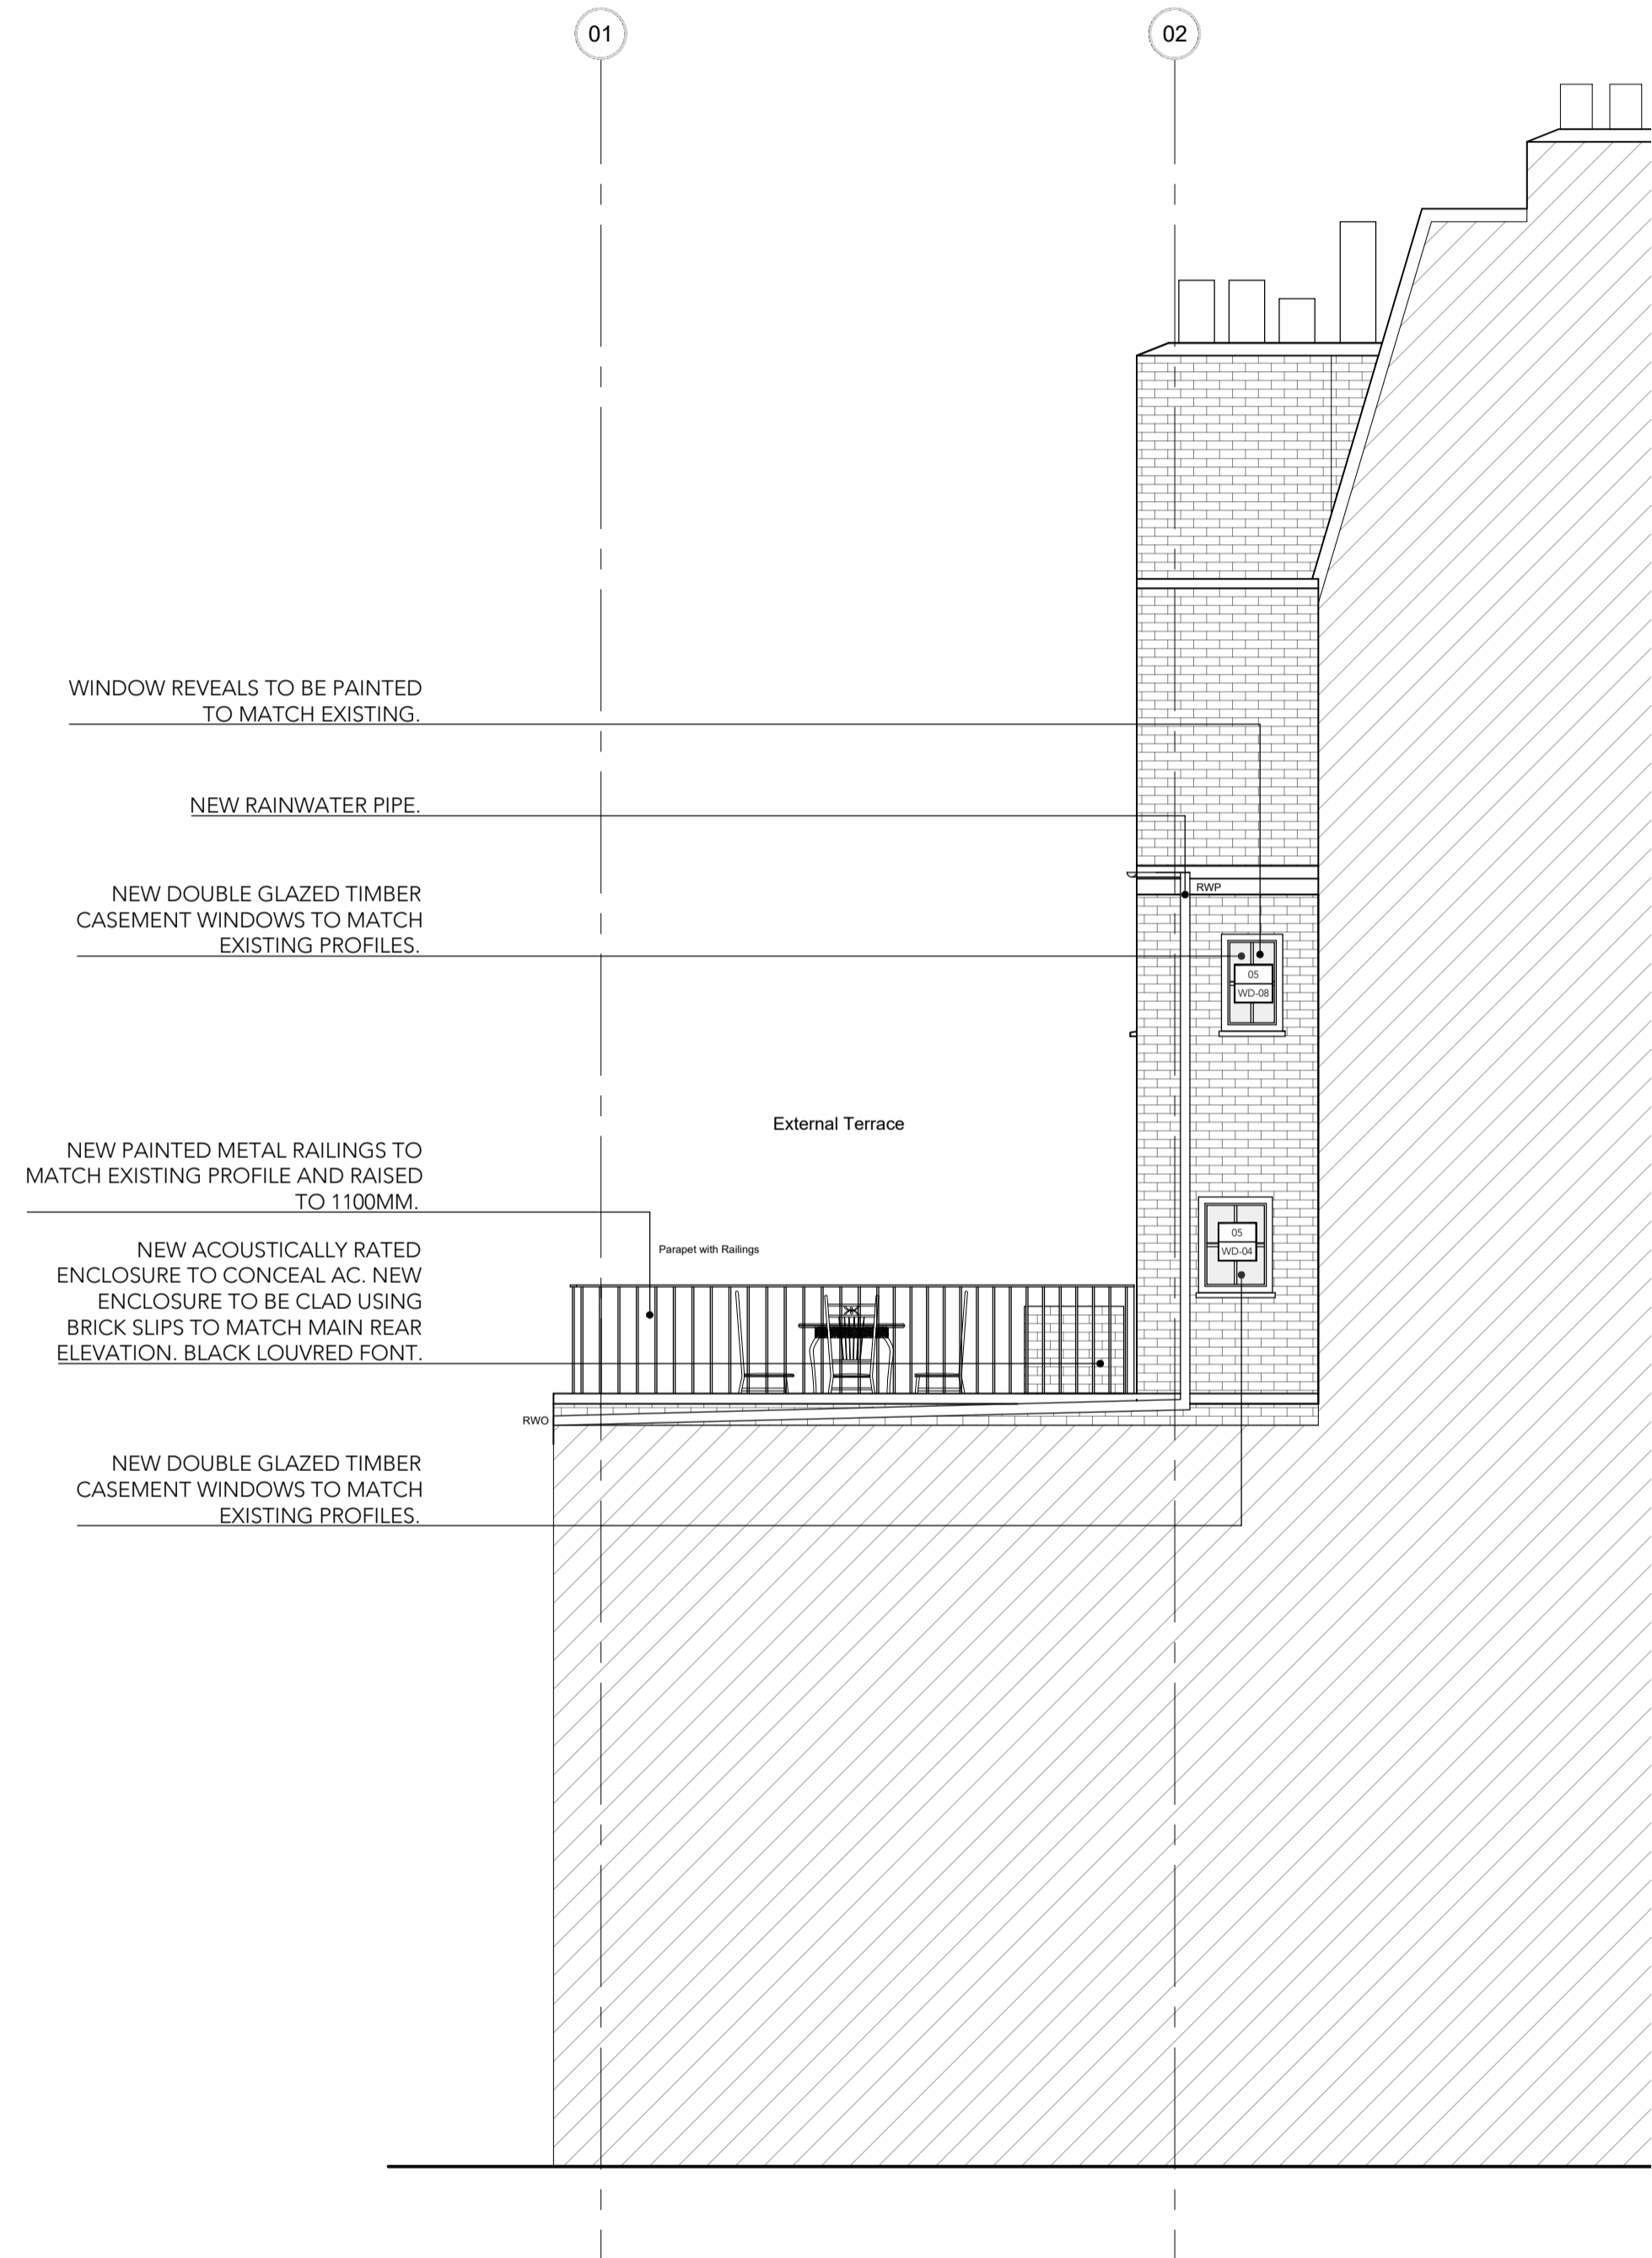 01
02
WINDOW REVEALS TO BE PAINTED
TO MATCH EXISTING.
NEW RAINWATER PIPE.
RWP
NEW DOUBLE GLAZED TIMBER
CASEMENT WINDOWS TO MATCH
EXISTING PROFILES.
05
WD-08
External Terrace
NEW PAINTED METAL RAILINGS TO
MATCH EXISTING PROFILE AND RAISED
TO 1100MM.
Parapet with Railings
05
WD-04
NEW ACOUSTICALLY RATED
ENCLOSURE TO CONCEAL AC. NEW
ENCLOSURE TO BE CLAD USING
BRICK SLIPS TO MATCH MAIN REAR
ELEVATION. BLACK LOUVRED FONT.
RWO
NEW DOUBLE GLAZED TIMBER
CASEMENT WINDOWS TO MATCH
EXISTING PROFILES.